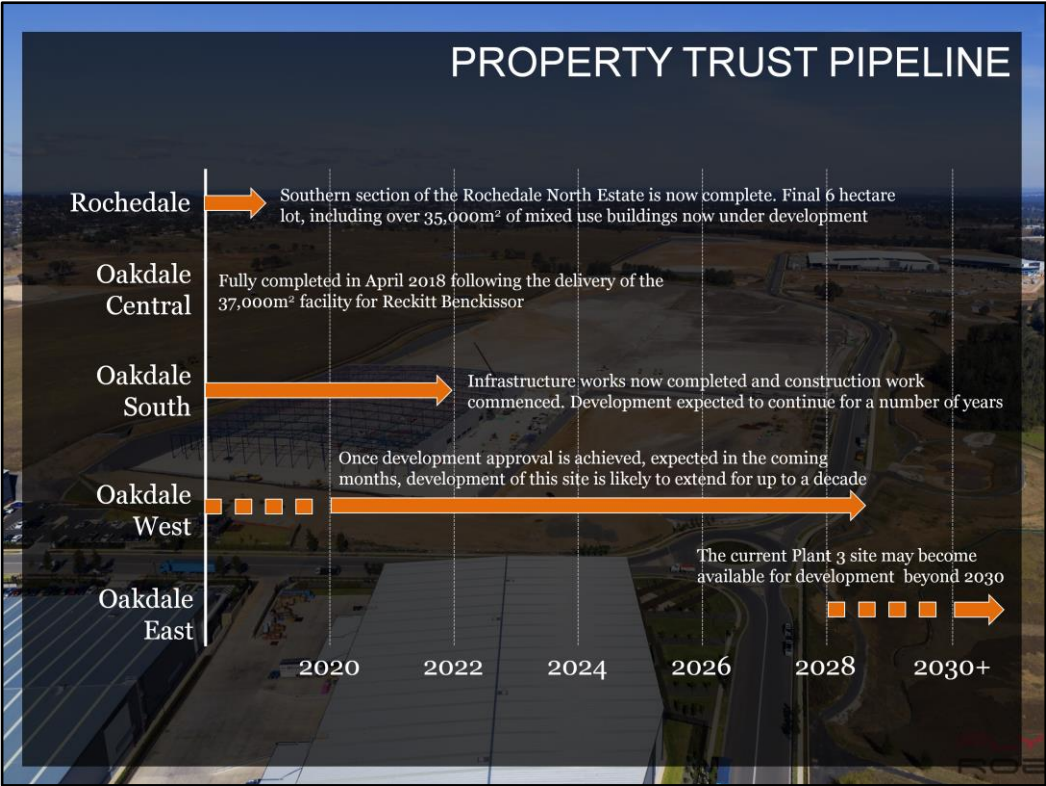 PROPERTY TRUST PIPELINE
Rochedale
Southern section of the Rochedale North Estate is now complete. Final 6 hectare
lot, including over 35,000m² of mixed use buildings now under development
Oakdale
Central
Fully completed in April 2018 following the delivery of the
37,000m² facility for Reckitt Benckissor
Oakdale
South
Infrastructure works now completed and construction work
commenced. Development expected to continue for a number of years
Oakdale
West
Once development approval is achieved, expected in the coming
months, development of this site is likely to extend for up to a decade
Oakdale
East
The current Plant 3 site may become
available for development  beyond 2030
2020
2022
2024
2026
2028
2030+